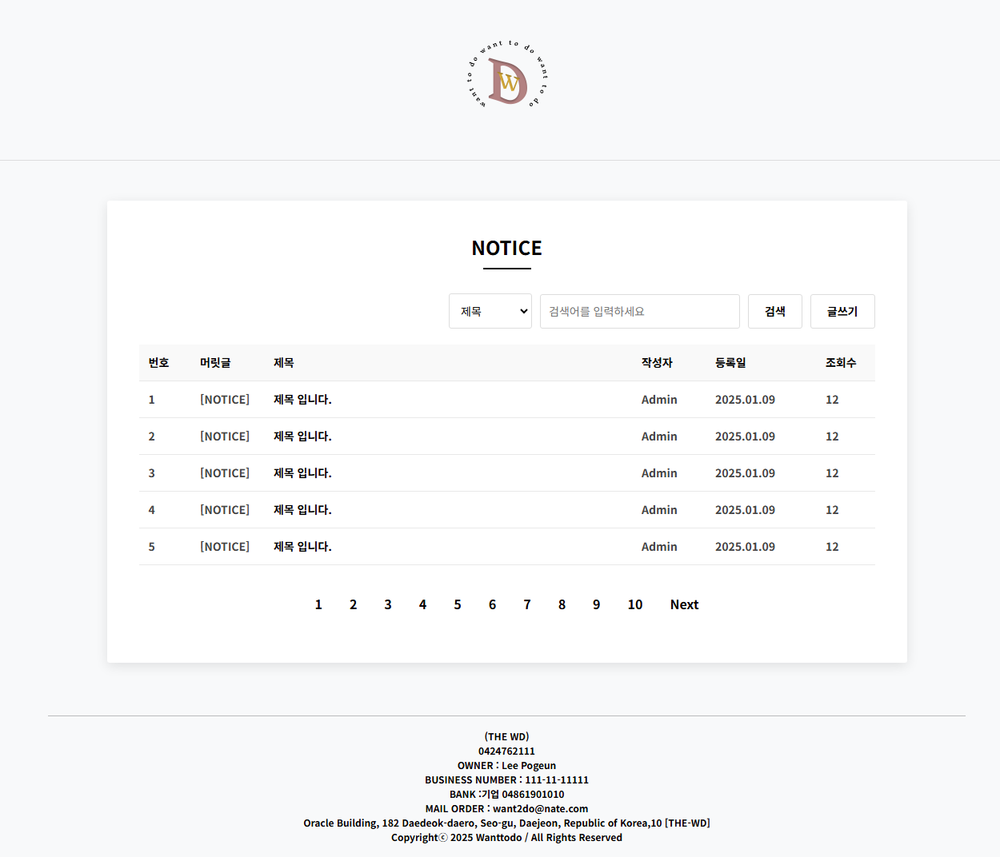 want to do want to do want to do
D
W
NOTICE
제목 검색어를 입력하세요 검색 글쓰기
번호 머릿글 제목 작성자 등록일 조회수
1 [NOTICE] 제목 입니다. Admin 2025.01.09 12
2 [NOTICE] 제목 입니다. Admin 2025.01.09 12
3 [NOTICE] 제목 입니다. Admin 2025.01.09 12
4 [NOTICE] 제목 입니다. Admin 2025.01.09 12
5 [NOTICE] 제목 입니다. Admin 2025.01.09 12
1 2 3 4 5 6 7 8 9 10 Next
(THE WD)
0424762111
OWNER : Lee Pogeun
BUSINESS NUMBER : 111-11-11111
BANK :기업 04861901010
MAIL ORDER : want2do@nate.com
Oracle Building, 182 Daedeok-daero, Seo-gu, Daejeon, Republic of Korea,10 [THE-WD]
Copyrightⓒ 2025 Wanttodo / All Rights Reserved